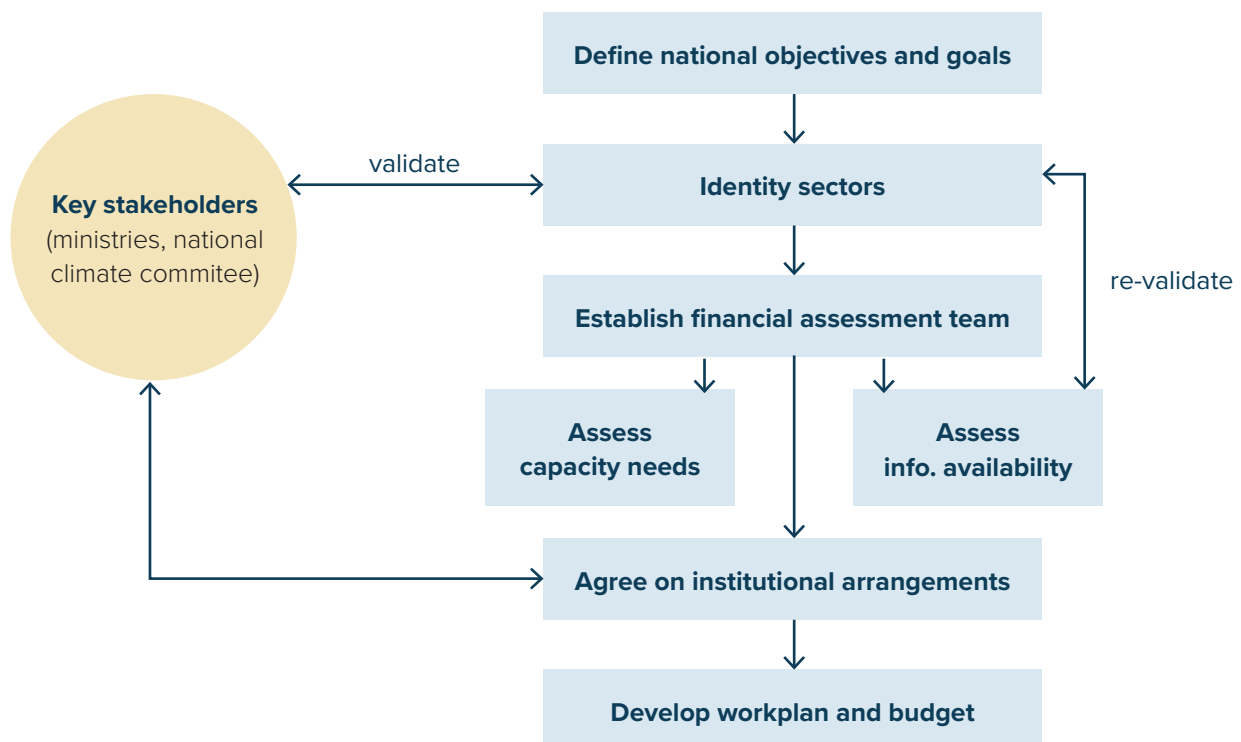 Define national objectives and goals
validate
Identity sectors
Key stakeholders
(ministries, national
climate commitee)
re-validate
Establish financial assessment team
Assess
capacity needs
Assess
info. availability
Agree on institutional arrangements
Develop workplan and budget